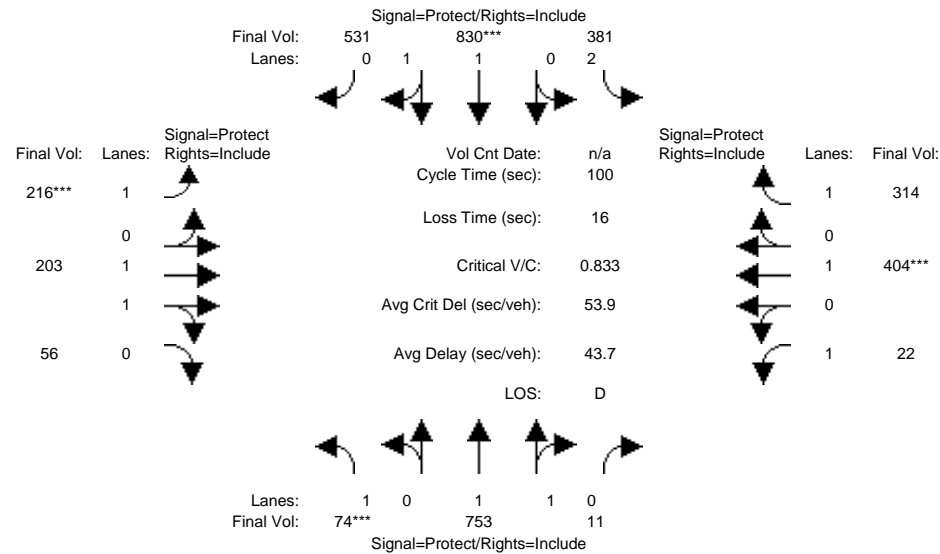 Signal=Protect/Rights=Include
Final Vol: 531 830*** 381
Lanes: 0 1 1 0 2
Signal=Protect
Final Vol: Lanes: Rights=Include
Vol Cnt Date: n/a
Signal=Protect
Rights=Include Lanes: Final Vol:
Cycle Time (sec): 100
216*** 1
1 314
Loss Time (sec): 16
0
0
203 1
Critical V/C: 0.833
1 404***
1
Avg Crit Del (sec/veh): 53.9
0
56 0
Avg Delay (sec/veh): 43.7
1 22
LOS: D
Lanes: 1 0 1 1 0
Final Vol: 74*** 753 11
Signal=Protect/Rights=Include